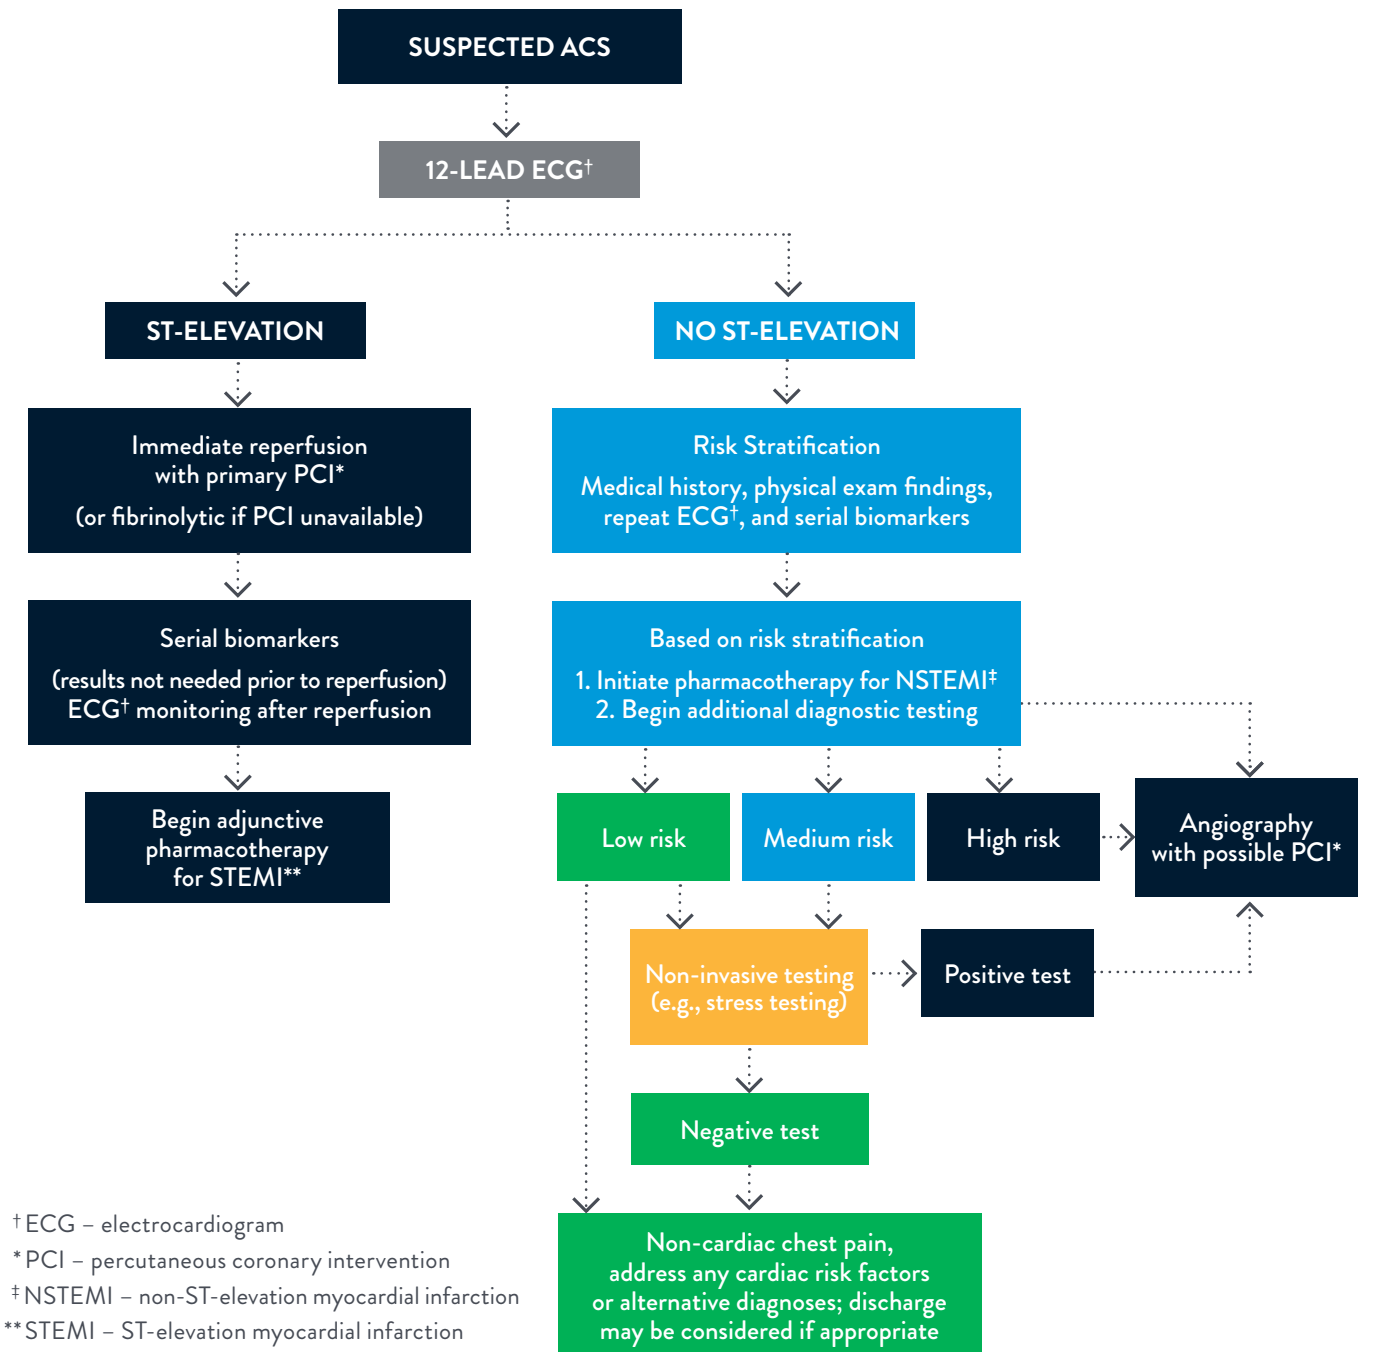 SUSPECTED ACS
12-LEAD ECG†
ST-ELEVATION
NO ST-ELEVATION
Immediate reperfusion
with primary PCI*
(or fibrinolytic if PCI unavailable)
Risk Stratification
Medical history, physical exam findings,
repeat ECG†, and serial biomarkers
Serial biomarkers
(results not needed prior to reperfusion)
ECG† monitoring after reperfusion
Based on risk stratification
1. Initiate pharmacotherapy for NSTEMI‡
2. Begin additional diagnostic testing
Begin adjunctive
pharmacotherapy
for STEMI**
Low risk
Medium risk
High risk
Angiography
with possible PCI*
Non-invasive testing
(e.g., stress testing)
Positive test
Negative test
Non-cardiac chest pain,
address any cardiac risk factors
or alternative diagnoses; discharge
may be considered if appropriate
† ECG – electrocardiogram
* PCI – percutaneous coronary intervention
‡ NSTEMI – non-ST-elevation myocardial infarction
** STEMI – ST-elevation myocardial infarction